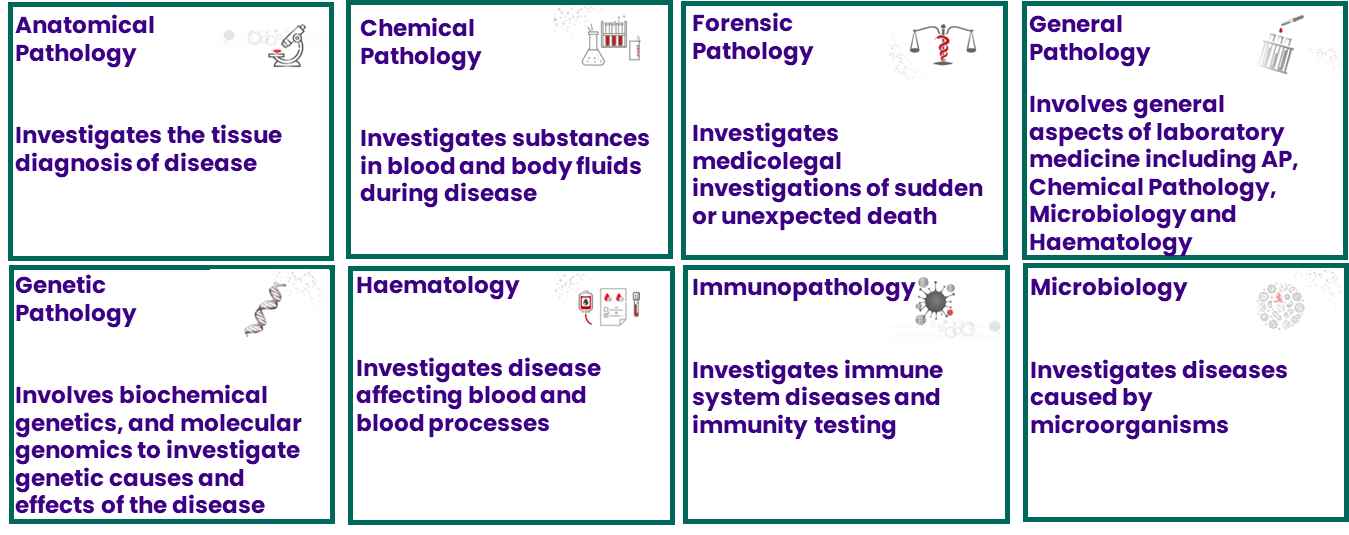 Anatomical
Pathology
Investigates the tissue
diagnosis of disease
Chemical
Pathology
Investigates substances
in blood and body fluids
during disease
Forensic
Pathology
Investigates
medicolegal
investigations of sudden
or unexpected death
General
Pathology
Involves general
aspects of laboratory
medicine including AP,
Chemical Pathology,
Microbiology and
Haematology
Genetic
Pathology
Involves biochemical
genetics, and molecular
genomics to investigate
genetic causes and
effects of the disease
Haematology
Investigates disease
affecting blood and
blood processes
Immunopathology
Investigates immune
system diseases and
immunity testing
Microbiology
Investigates diseases
caused by
microorganisms